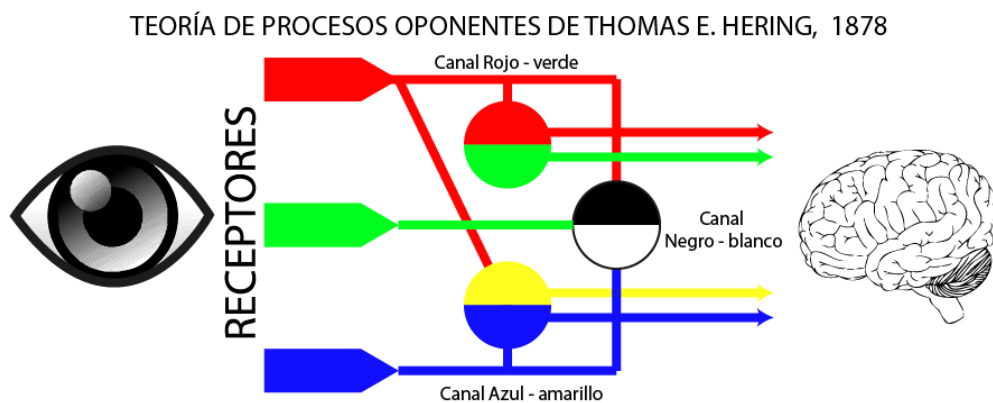 TEORÍA DE PROCESOS OPONENTES DE THOMAS E. HERING, 1878
Canal Rojo - verde
RECEPTORES
Canal
Negro - blanco
Canal Azul - amarillo